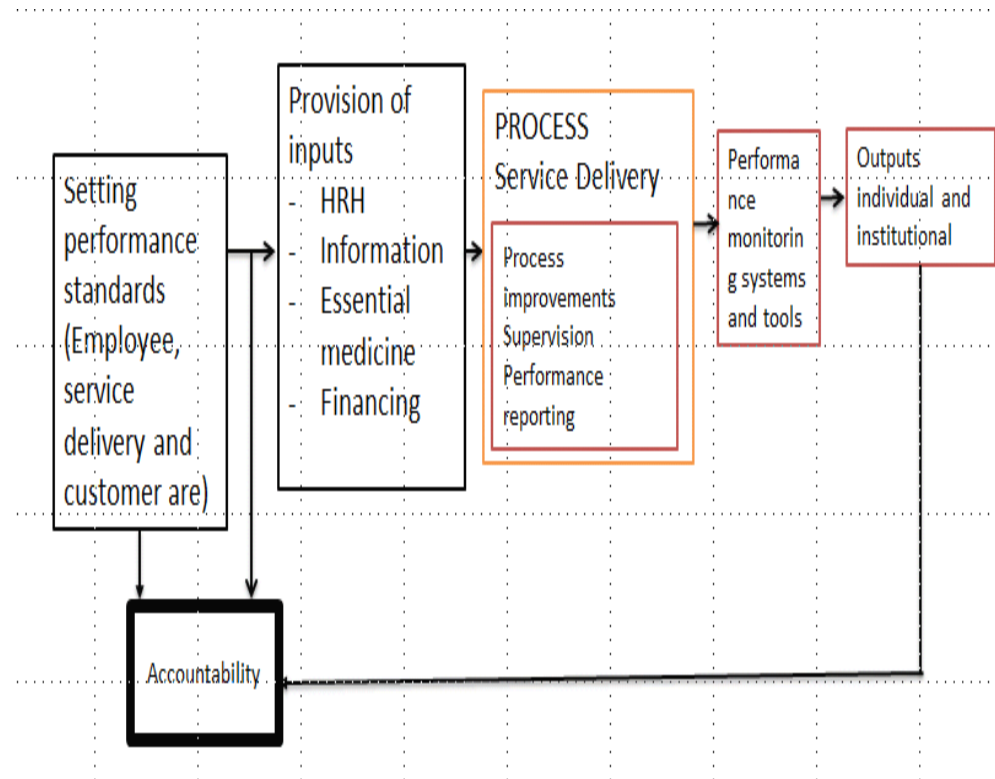 Setting
performance
standards
(Employee,
service
delivery and
customer are)
Provision of
inputs
- HRH
- Information
- Essential
medicine
- Financing
PROCESS
Service Delivery
Process
improvements
Supervision
Performance
reporting
Performa
nce
monitorin
g systems
and tools
Outputs
individual and
institutional
Accountability